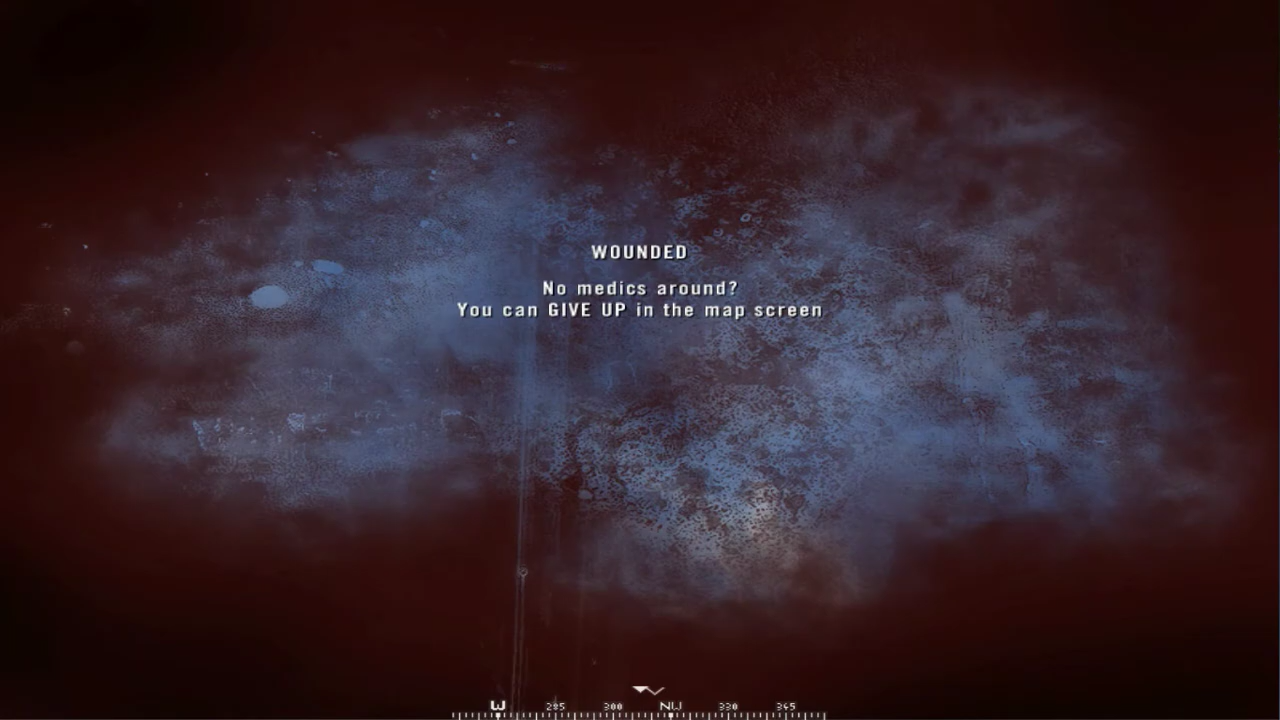 WOUNDED
No medics around?
You can GIVE UP in the map screen
W 285 300 NW 330 345